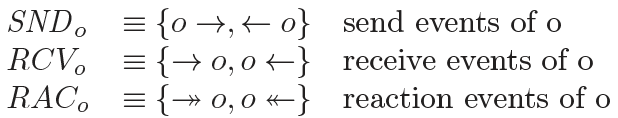 SND_o ≡ {o →, ← o} send events of o
RCV_o ≡ {→ o, o ←} receive events of o
RAC_o ≡ {↠ o, o ↞} reaction events of o